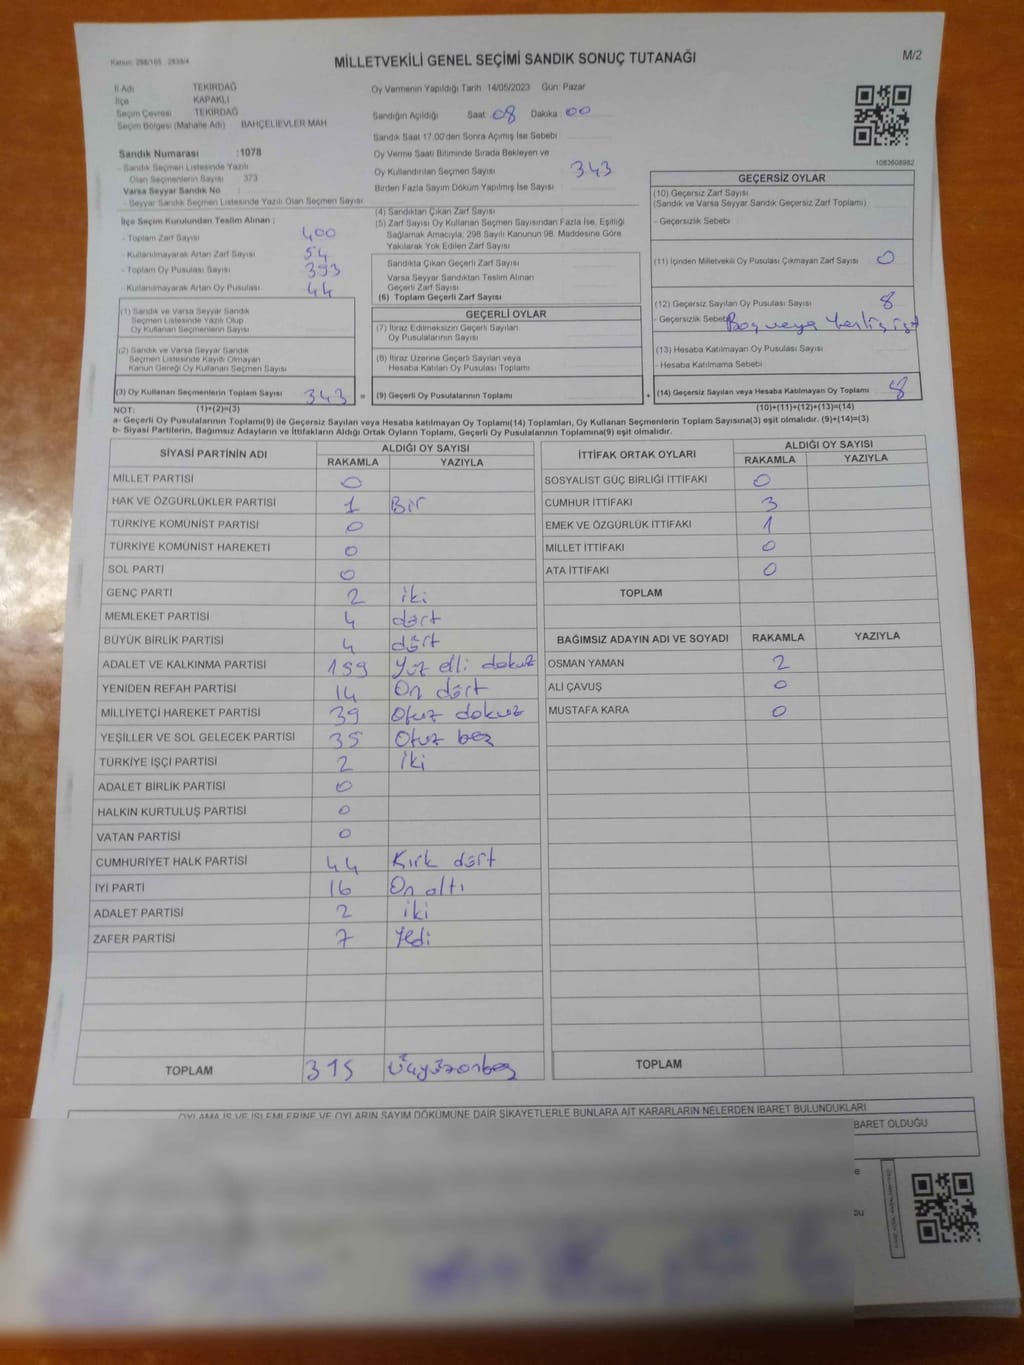 Kanun: 298/105 , 2839/4
MİLLETVEKİLİ GENEL SEÇİMİ SANDIK SONUÇ TUTANAĞI
M/2
İl Adı TEKİRDAĞ
İlçe KAPAKLI
Seçim Çevresi TEKİRDAĞ
Seçim Bölgesi (Mahalle Adı) BAHÇELİEVLER MAH
Sandık Numarası :1078
- Sandık Seçmen Listesinde Yazılı
Olan Seçmenlerin Sayısı 373
Varsa Seyyar Sandık No :
- Seyyar Sandık Seçmen Listesinde Yazılı Olan Seçmen Sayısı
Oy Vermenin Yapıldığı Tarih 14/05/2023 Gün: Pazar
Sandığın Açıldığı Saat 08 Dakika 00
Sandık Saat 17.00'den Sonra Açılmış İse Sebebi
Oy Verme Saati Bitiminde Sırada Bekleyen ve
Oy Kullandırılan Seçmen Sayısı 343
Birden Fazla Sayım Döküm Yapılmış İse Sayısı
1083608982
İlçe Seçim Kurulundan Teslim Alınan ;
- Toplam Zarf Sayısı 400
- Kullanılmayarak Artan Zarf Sayısı 54
- Toplam Oy Pusulası Sayısı 393
- Kullanılmayarak Artan Oy Pusulası 44
(1) Sandık ve Varsa Seyyar Sandık
Seçmen Listesinde Yazılı Olup
Oy Kullanan Seçmenlerin Sayısı
(2) Sandık ve Varsa Seyyar Sandık
Seçmen Listesinde Kayıtlı Olmayan
Kanun Gereği Oy Kullanan Seçmen Sayısı
(3) Oy Kullanan Seçmenlerin Toplam Sayısı 343 =
(4) Sandıktan Çıkan Zarf Sayısı
(5) Zarf Sayısı Oy Kullanan Seçmen Sayısından Fazla İse, Eşitliği
Sağlamak Amacıyla, 298 Sayılı Kanunun 98. Maddesine Göre
Yakılarak Yok Edilen Zarf Sayısı
Sandıkta Çıkan Geçerli Zarf Sayısı
Varsa Seyyar Sandıktan Teslim Alınan
Geçerli Zarf Sayısı
(6) Toplam Geçerli Zarf Sayısı
GEÇERLİ OYLAR
(7) İtiraz Edilmeksizin Geçerli Sayılan
Oy Pusulalarının Sayısı
(8) İtiraz Üzerine Geçerli Sayılan veya
Hesaba Katılan Oy Pusulası Toplamı
(9) Geçerli Oy Pusulalarının Toplamı +
GEÇERSİZ OYLAR
(10) Geçersiz Zarf Sayısı
(Sandık ve Varsa Seyyar Sandık Geçersiz Zarf Toplamı)
- Geçersizlik Sebebi
(11) İçinden Milletvekili Oy Pusulası Çıkmayan Zarf Sayısı 0
(12) Geçersiz Sayılan Oy Pusulası Sayısı 8
- Geçersizlik Sebebi Boş veya
(13) Hesaba Katılmayan Oy Pusulası Sayısı
- Hesaba Katılmama Sebebi
(14) Geçersiz Sayılan veya Hesaba Katılmayan Oy Toplamı 8
NOT: (1)+(2)=(3) (10)+(11)+(12)+(13)=(14)
a- Geçerli Oy Pusulalarının Toplamı(9) ile Geçersiz Sayılan veya Hesaba katılmayan Oy Toplamı(14) Toplamları, Oy Kullanan Seçmenlerin Toplam Sayısına(3) eşit olmalıdır. (9)+(14)=(3)
b- Siyasi Partilerin, Bağımsız Adayların ve İttifakların Aldığı Ortak Oyların Toplamı, Geçerli Oy Pusulalarının Toplamına(9) eşit olmalıdır.
SİYASİ PARTİNİN ADI ALDIĞI OY SAYISI
RAKAMLA YAZIYLA
MİLLET PARTİSİ 0
HAK VE ÖZGÜRLÜKLER PARTİSİ 1 Bir
TÜRKİYE KOMÜNİST PARTİSİ 0
TÜRKİYE KOMÜNİST HAREKETİ 0
SOL PARTİ 0
GENÇ PARTİ 2 iki
MEMLEKET PARTİSİ 4 dört
BÜYÜK BİRLİK PARTİSİ 4 dört
ADALET VE KALKINMA PARTİSİ 159 Yüz elli dokuz
YENİDEN REFAH PARTİSİ 14 On dört
MİLLİYETÇİ HAREKET PARTİSİ 39 Otuz dokuz
YEŞİLLER VE SOL GELECEK PARTİSİ 35 Otuz beş
TÜRKİYE İŞÇİ PARTİSİ 2 iki
ADALET BİRLİK PARTİSİ 0
HALKIN KURTULUŞ PARTİSİ 0
VATAN PARTİSİ 0
CUMHURİYET HALK PARTİSİ 44 Kırk dört
İYİ PARTİ 16 On altı
ADALET PARTİSİ 2 iki
ZAFER PARTİSİ 7 Yedi
TOPLAM 315 Üçyüzonbeş
İTTİFAK ORTAK OYLARI ALDIĞI OY SAYISI
RAKAMLA YAZIYLA
SOSYALİST GÜÇ BİRLİĞİ İTTİFAKI 0
CUMHUR İTTİFAKI 3
EMEK VE ÖZGÜRLÜK İTTİFAKI 1
MİLLET İTTİFAKI 0
ATA İTTİFAKI 0
TOPLAM
BAĞIMSIZ ADAYIN ADI VE SOYADI RAKAMLA YAZIYLA
OSMAN YAMAN 2
ALİ ÇAVUŞ 0
MUSTAFA KARA 0
TOPLAM
OYLAMA İŞ VE İŞLEMLERİNE VE OYLARIN SAYIM DÖKÜMÜNE DAİR ŞİKAYETLERLE BUNLARA AİT KARARLARIN NELERDEN İBARET BULUNDUKLARI
BARET OLDUĞU